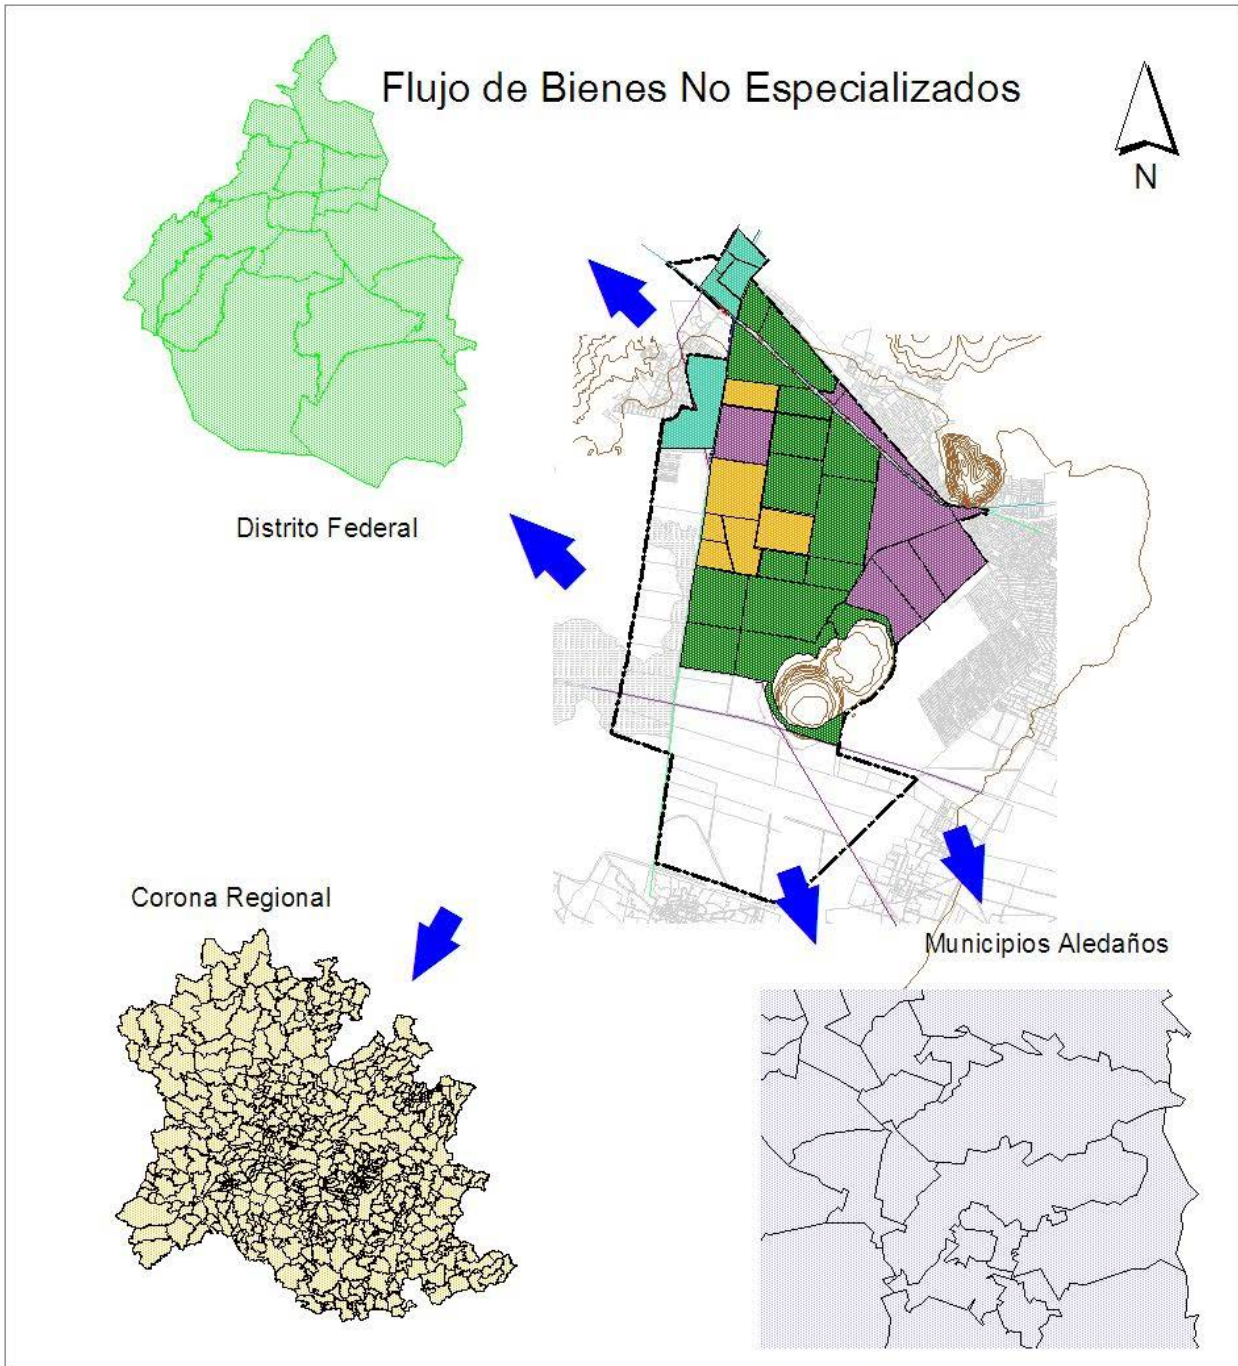 Flujo de Bienes No Especializados
N
Distrito Federal
Corona Regional
Municipios Aledaños